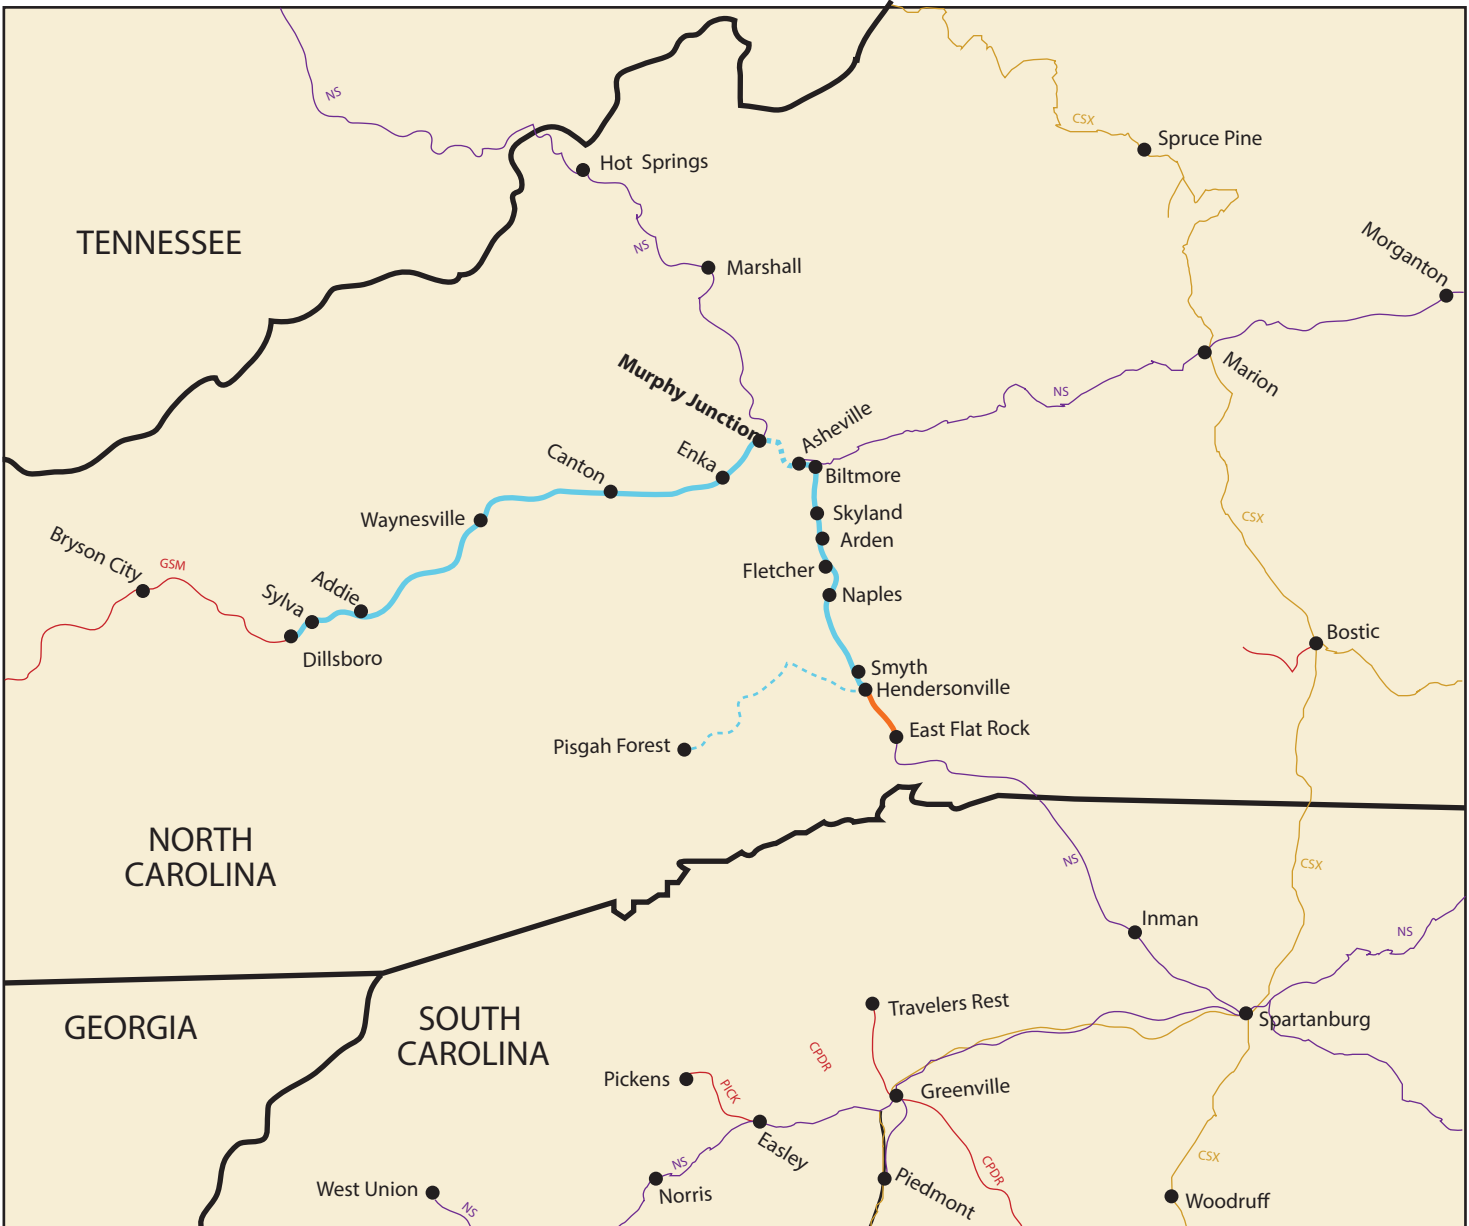 NS
CSX
Spruce Pine
Hot Springs
TENNESSEE
NS
Marshall
Morganton
Murphy Junction
Marion
NS
Asheville
Enka
Canton
Biltmore
Waynesville
Skyland
CSX
Arden
Bryson City
GSM
Fletcher
Addie
Sylva
Naples
Bostic
Dillsboro
Smyth
Hendersonville
East Flat Rock
Pisgah Forest
NORTH
CAROLINA
NS
CSX
Inman
NS
Travelers Rest
GEORGIA
SOUTH
CAROLINA
Spartanburg
CPDR
Pickens
PICK
Greenville
Easley
NS
CPDR
CSX
West Union
NS
Norris
Piedmont
Woodruff